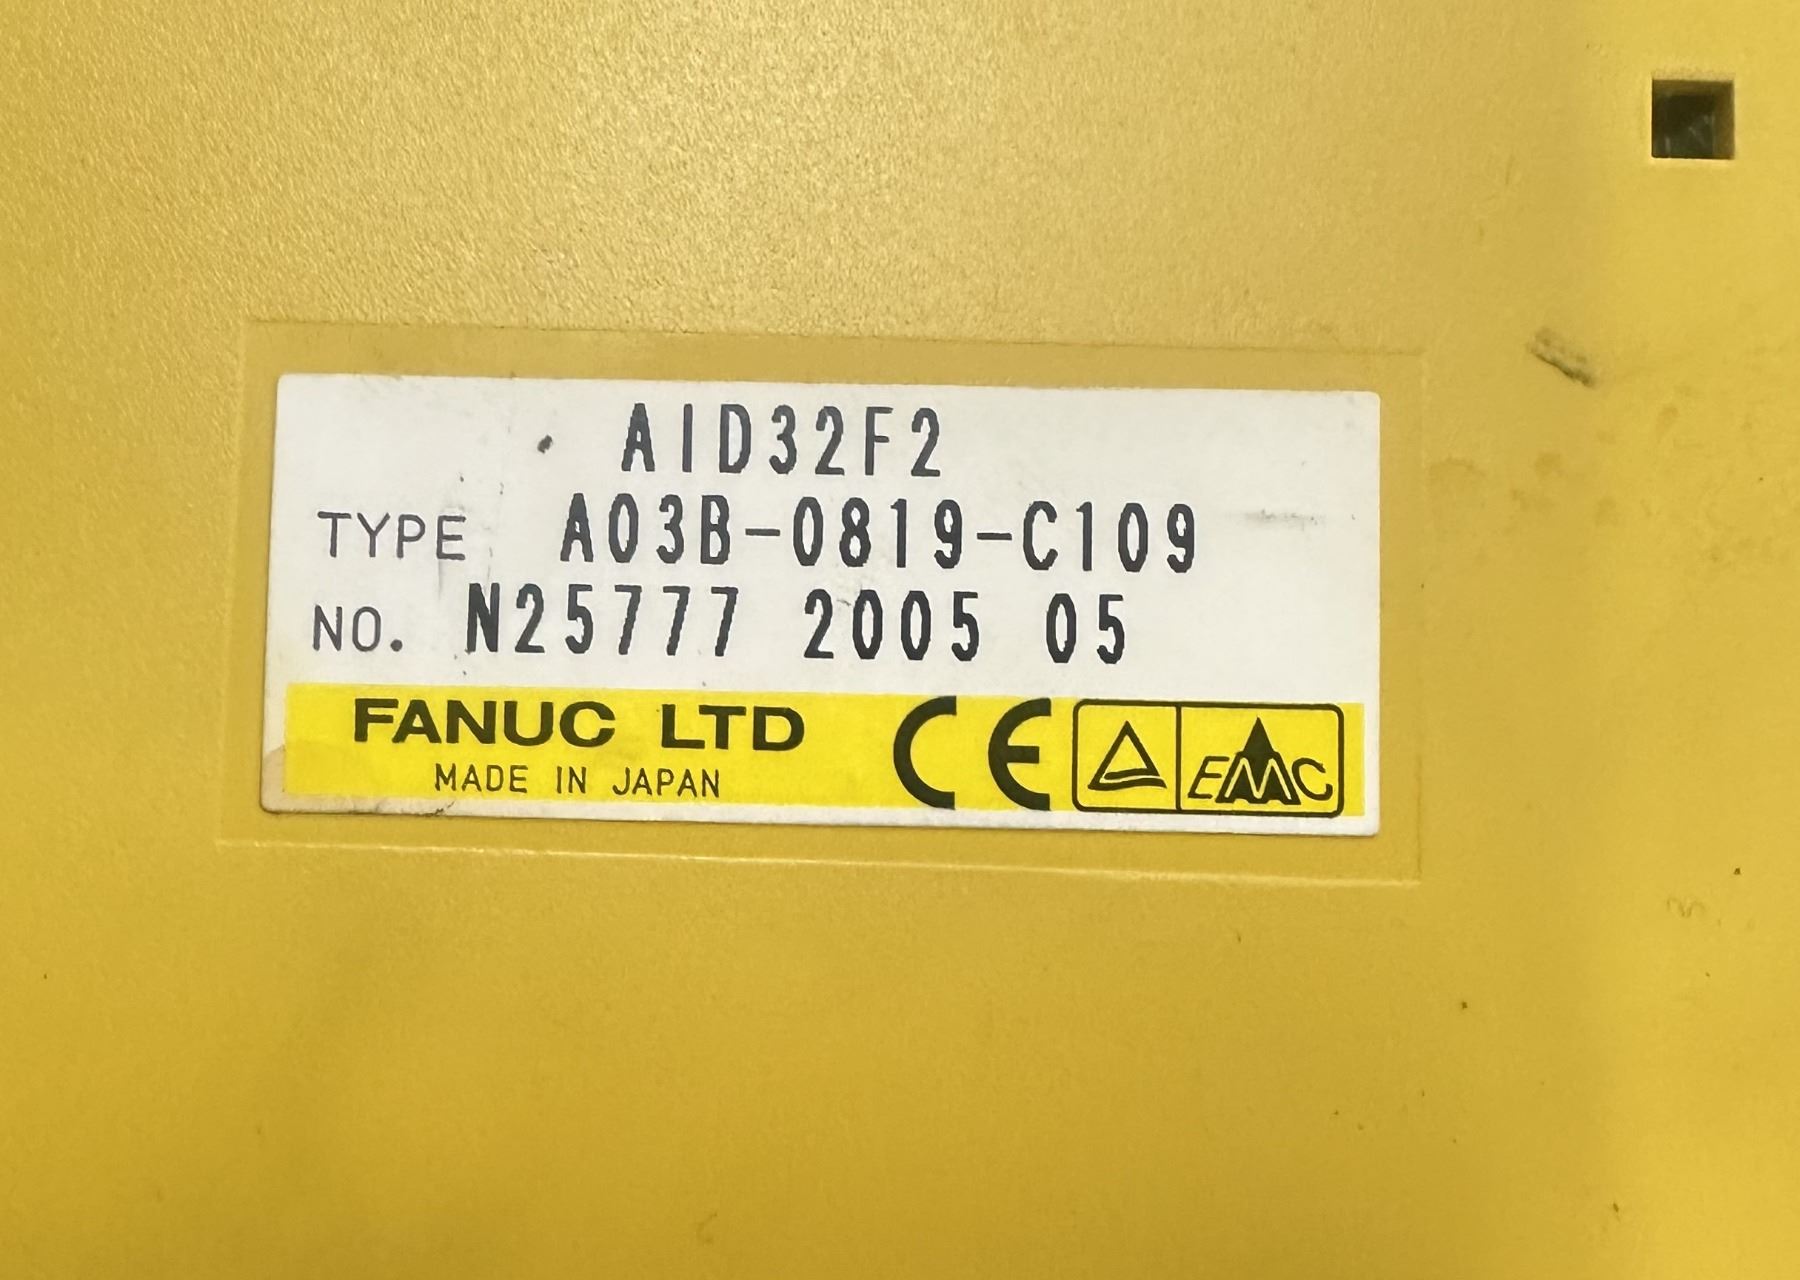 AID32F2
TYPE A03B-0819-C109
NO. N25777 2005 05
FANUC LTD
MADE IN JAPAN
CE EMC